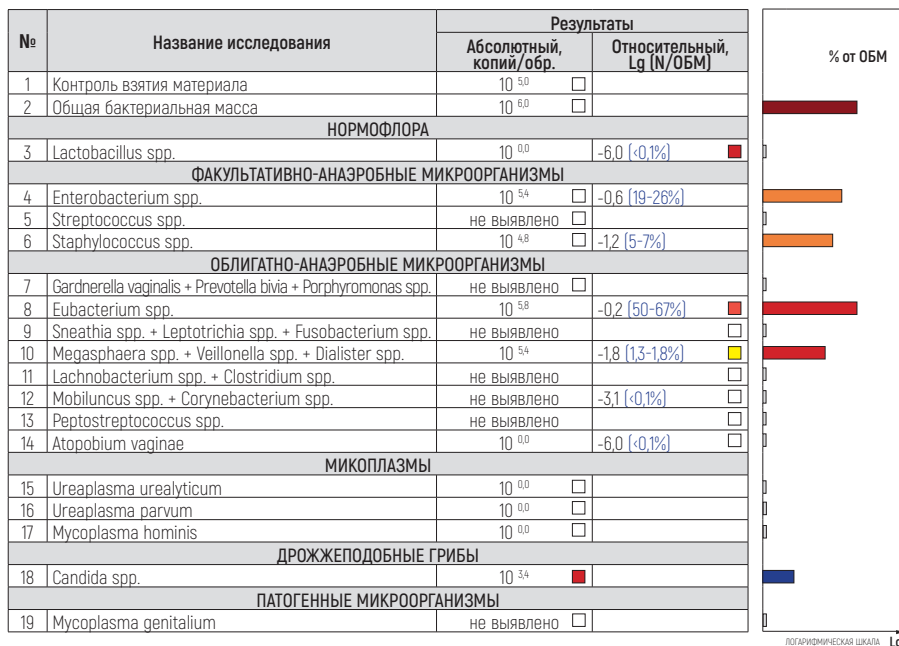 № Название исследования Результаты % от ОБМ
Абсолютный, копий/обр. Относительный, Lg (N/ОБМ)
1 Контроль взятия материала 10 5,0
2 Общая бактериальная масса 10 6,0
НОРМОФЛОРА
3 Lactobacillus spp. 10 0,0 -6,0 (<0,1%)
ФАКУЛЬТАТИВНО-АНАЭРОБНЫЕ МИКРООРГАНИЗМЫ
4 Enterobacterium spp. 10 5,4 -0,6 (19-26%)
5 Streptococcus spp. не выявлено
6 Staphylococcus spp. 10 4,8 -1,2 (5-7%)
ОБЛИГАТНО-АНАЭРОБНЫЕ МИКРООРГАНИЗМЫ
7 Gardnerella vaginalis + Prevotella bivia + Porphyromonas spp. не выявлено
8 Eubacterium spp. 10 5,8 -0,2 (50-67%)
9 Sneathia spp. + Leptotrichia spp. + Fusobacterium spp. не выявлено
10 Megasphaera spp. + Veillonella spp. + Dialister spp. 10 5,4 -1,8 (1,3-1,8%)
11 Lachnobacterium spp. + Clostridium spp. не выявлено
12 Mobiluncus spp. + Corynebacterium spp. не выявлено -3,1 (<0,1%)
13 Peptostreptococcus spp. не выявлено
14 Atopobium vaginae 10 0,0 -6,0 (<0,1%)
МИКОПЛАЗМЫ
15 Ureaplasma urealyticum 10 0,0
16 Ureaplasma parvum 10 0,0
17 Mycoplasma hominis 10 0,0
ДРОЖЖЕПОДОБНЫЕ ГРИБЫ
18 Candida spp. 10 3,4
ПАТОГЕННЫЕ МИКРООРГАНИЗМЫ
19 Mycoplasma genitalium не выявлено
ЛОГАРИФМИЧЕСКАЯ ШКАЛА Lg